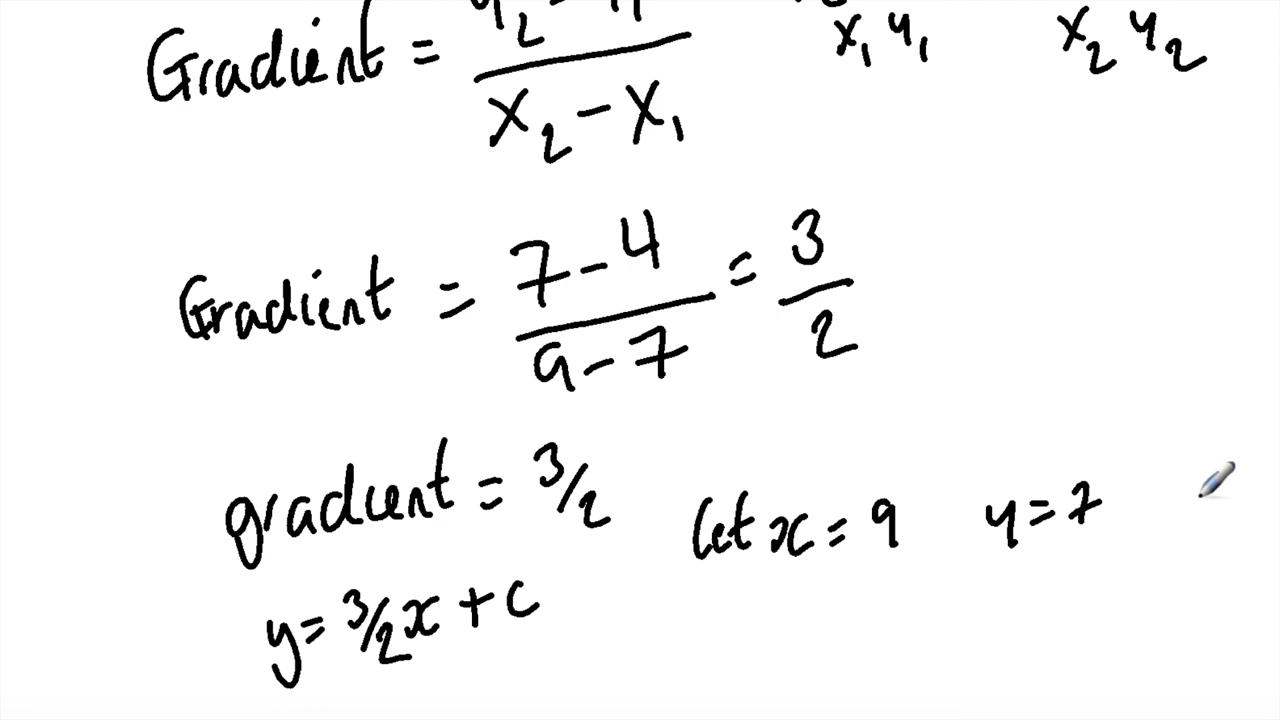 Gradient = y₂ - y₁ / x₂ - x₁ x₁ y₁ x₂ y₂
Gradient = 7 - 4 / 9 - 7 = 3 / 2
gradient = 3/2 let x = 9 y = 7
y = 3/2 x + c